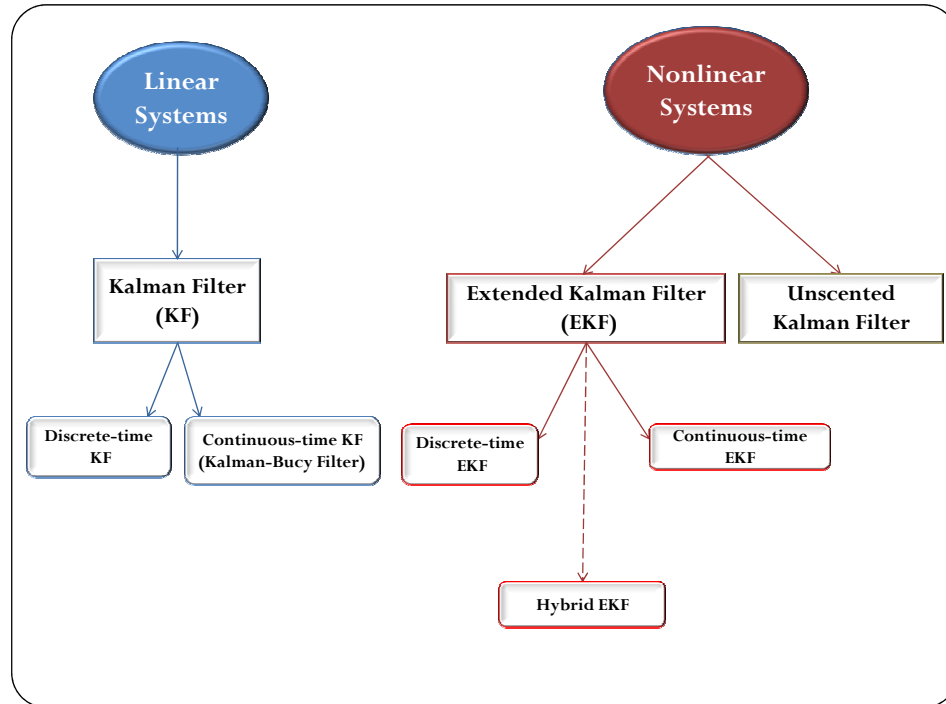 Linear
Systems
Nonlinear
Systems
Kalman Filter
(KF)
Extended Kalman Filter
(EKF)
Unscented
Kalman Filter
Discrete-time
KF
Continuous-time KF
(Kalman-Bucy Filter)
Discrete-time
EKF
Continuous-time
EKF
Hybrid EKF